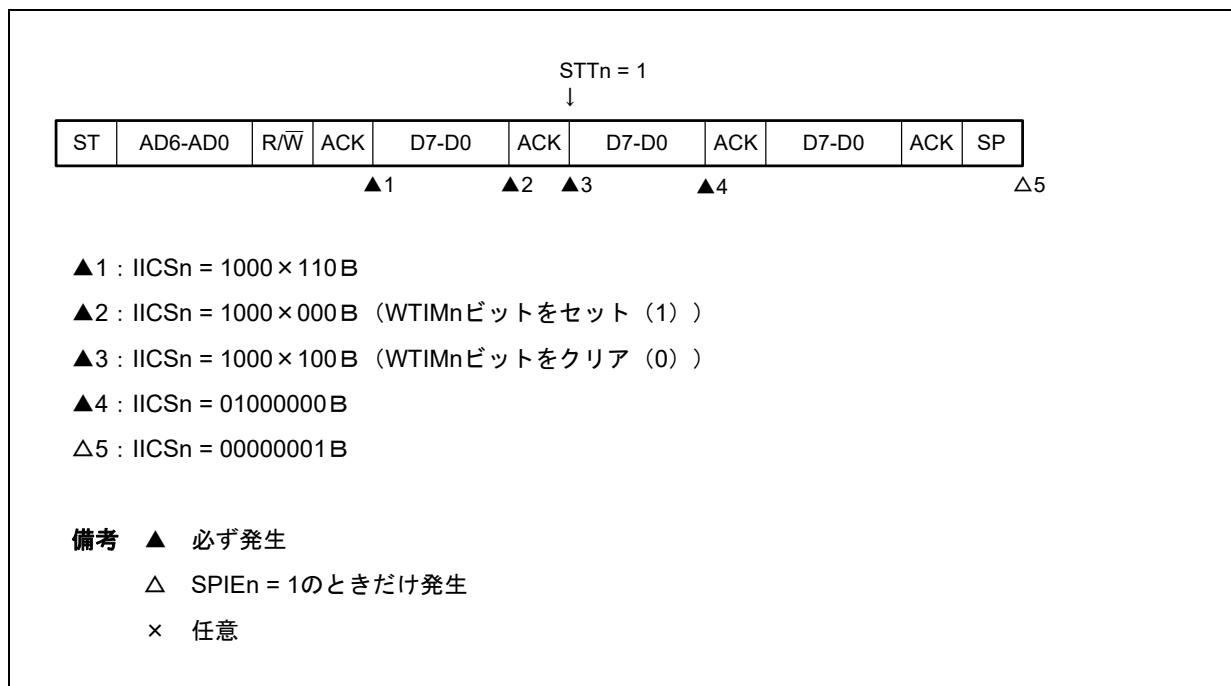 STTn = 1
↓
ST AD6-AD0 R/W̅ ACK D7-D0 ACK D7-D0 ACK D7-D0 ACK SP
▲1 ▲2 ▲3 ▲4 △5
▲1：IICSn = 1000×110B
▲2：IICSn = 1000×000B（WTIMnビットをセット（1））
▲3：IICSn = 1000×100B（WTIMnビットをクリア（0））
▲4：IICSn = 01000000B
△5：IICSn = 00000001B
備考 ▲ 必ず発生
△ SPIEn = 1のときだけ発生
× 任意